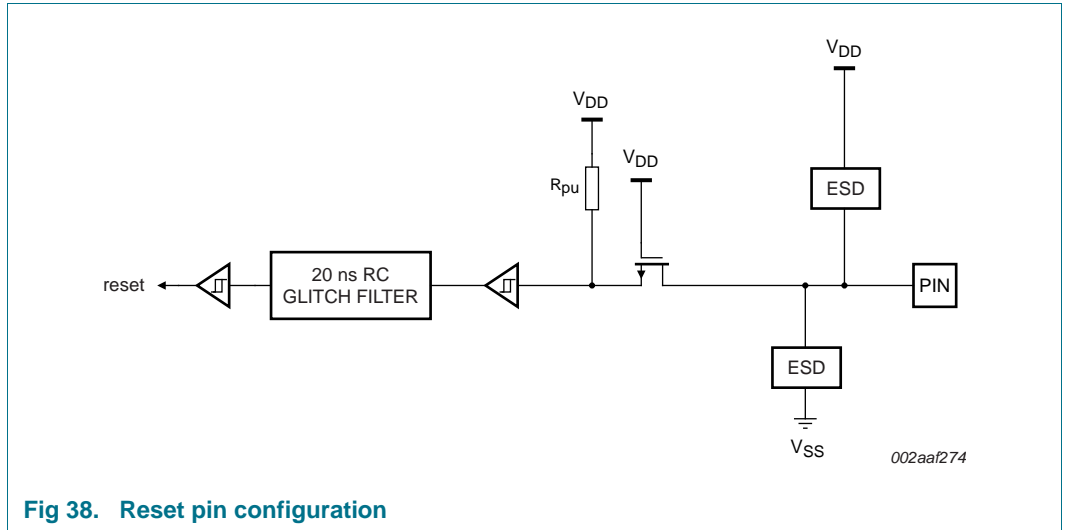 VDD
VDD
VDD
Rpu
ESD
reset
20 ns RC
GLITCH FILTER
PIN
ESD
VSS
002aaf274
Fig 38. Reset pin configuration